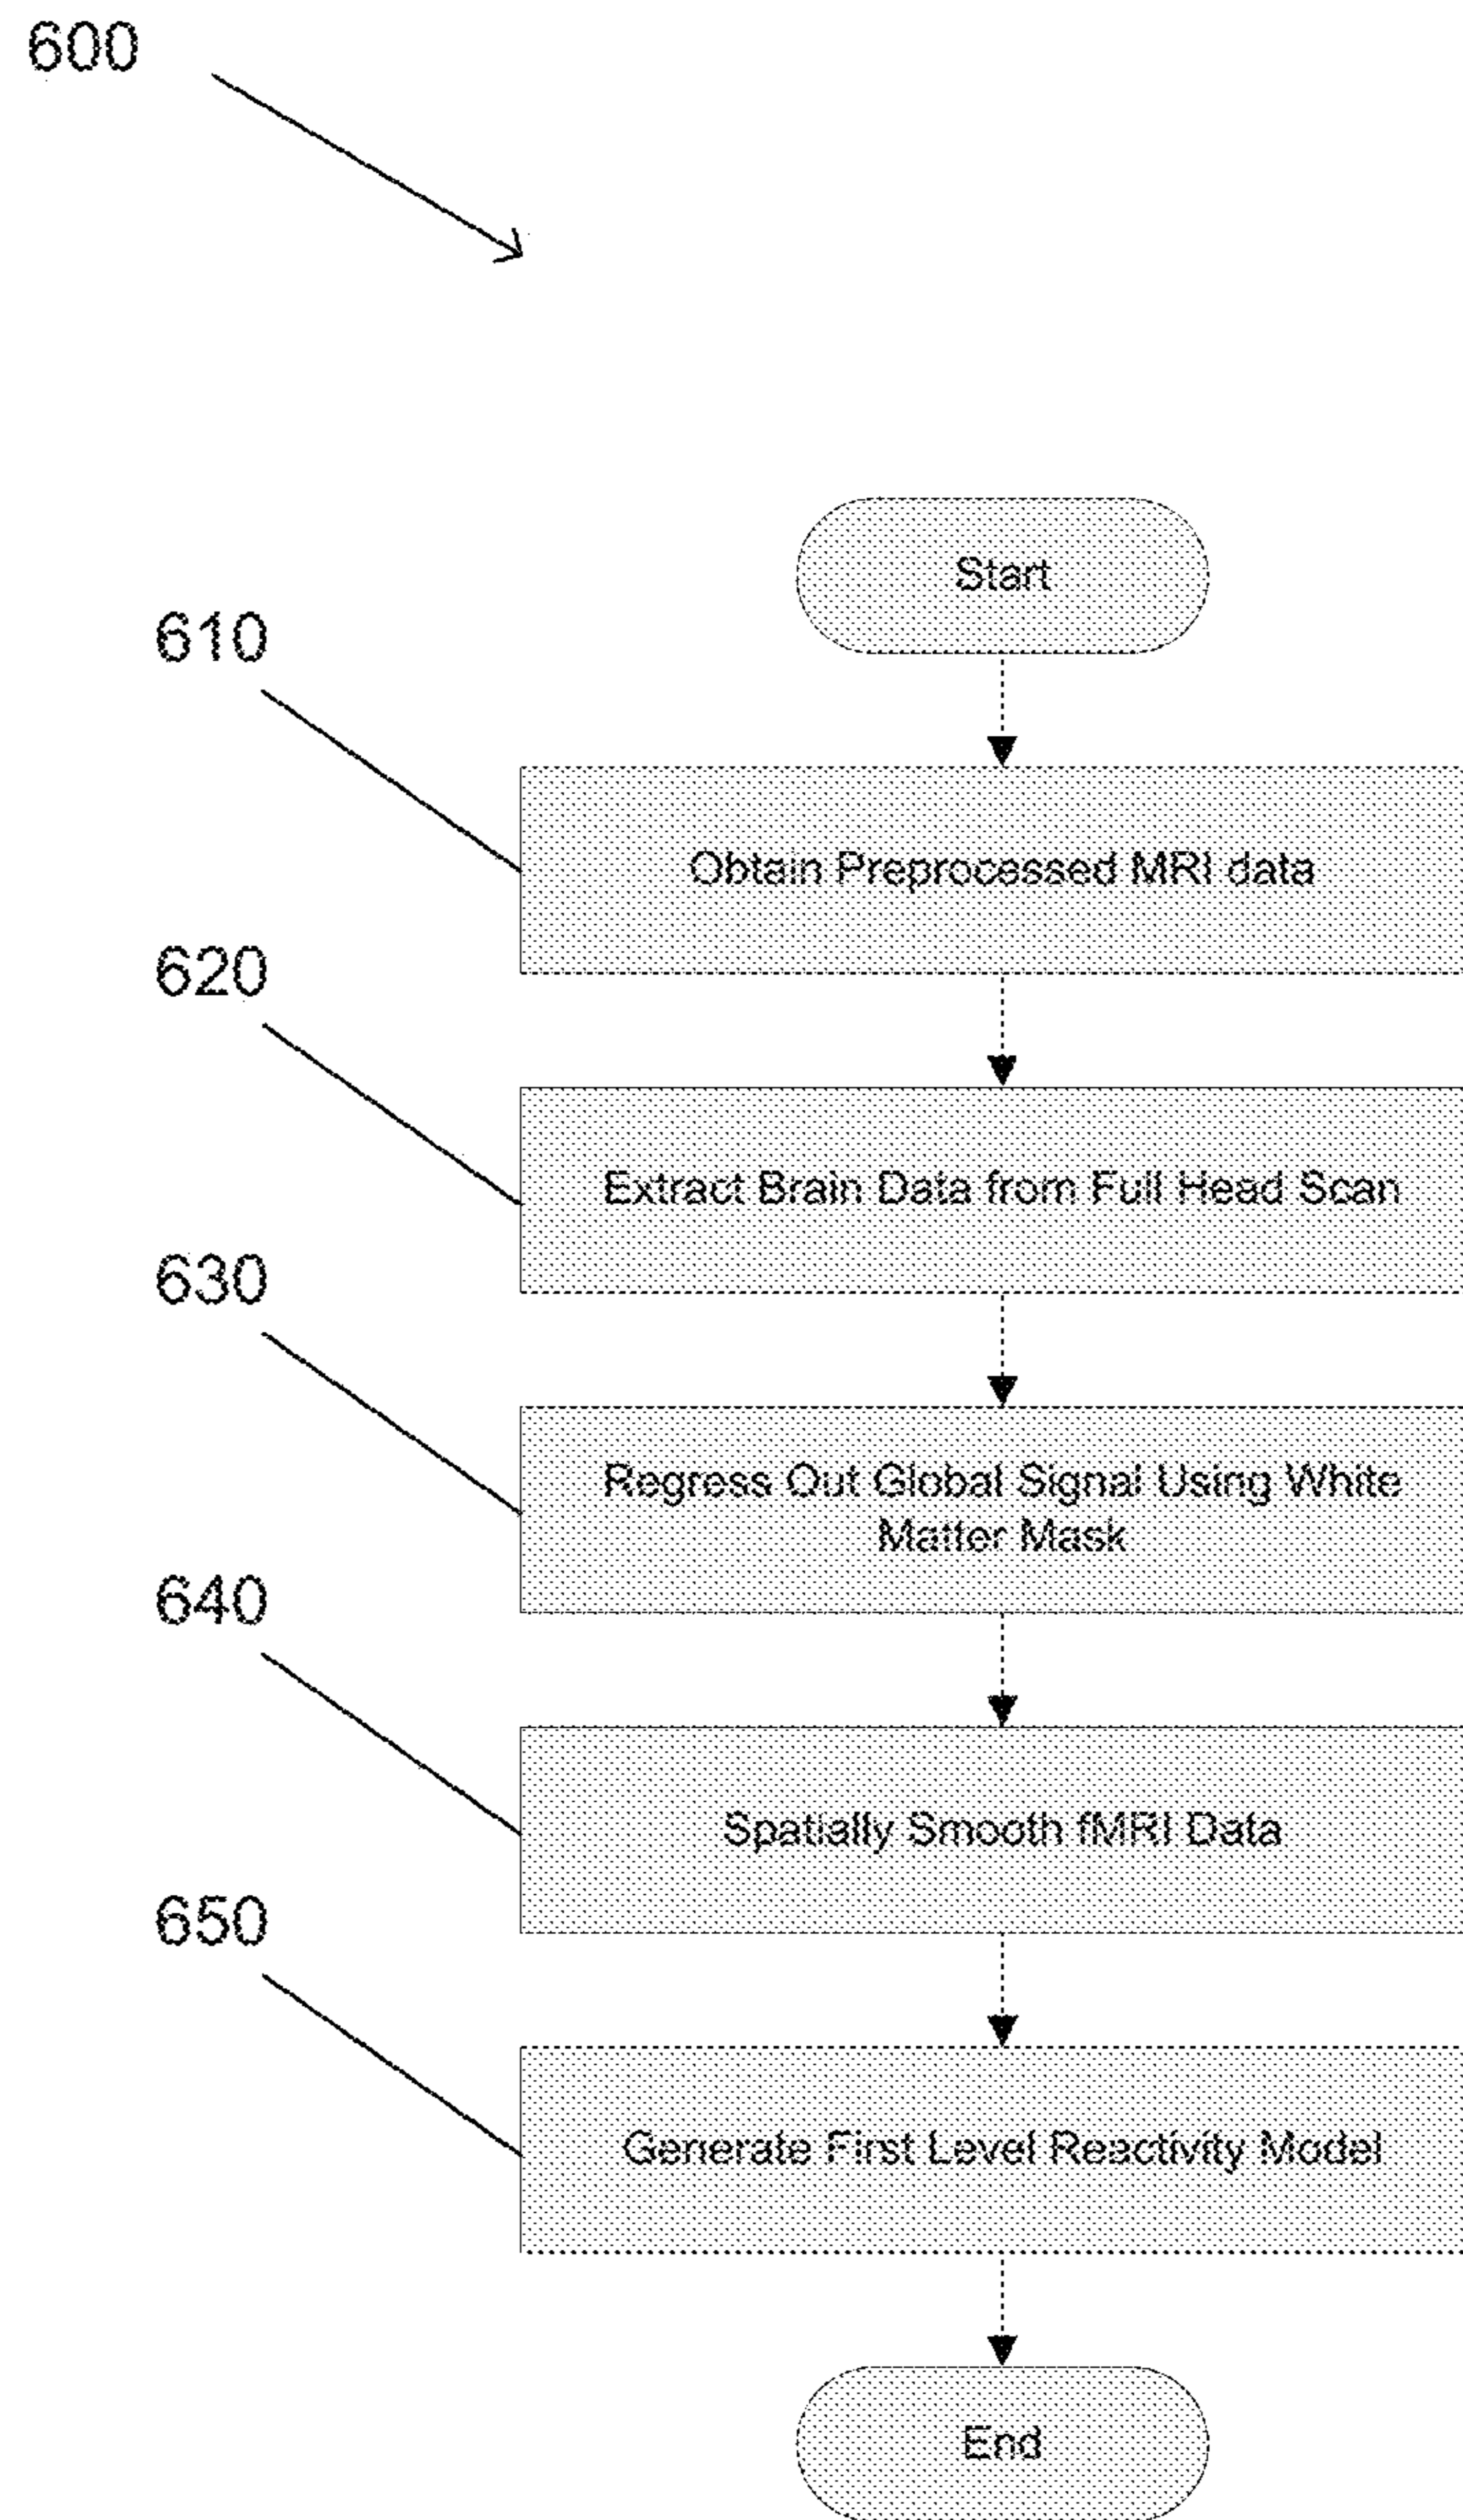 600
Start
610
Obtain Preprocessed MRI data
620
Extract Brain Data from Full Head Scan
630
Regress Out Global Signal Using White
Matter Mask
640
Spatially Smooth fMRI Data
650
Generate First Level Reactivity Model
End